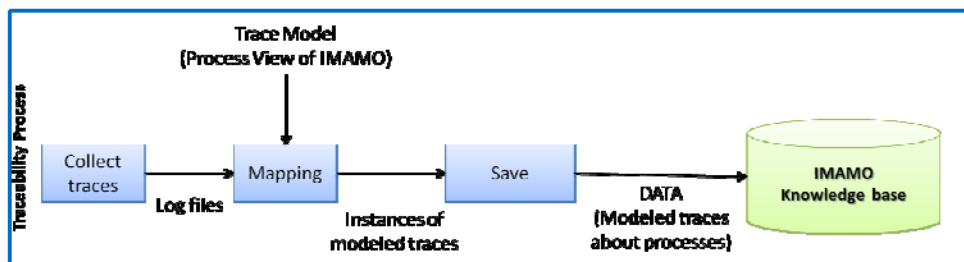 Trace Model
(Process View of IMAMO)
Traceability Process
Collect
traces
Log files
Mapping
Instances of
modeled traces
Save
DATA
(Modeled traces
about processes)
IMAMO
Knowledge base